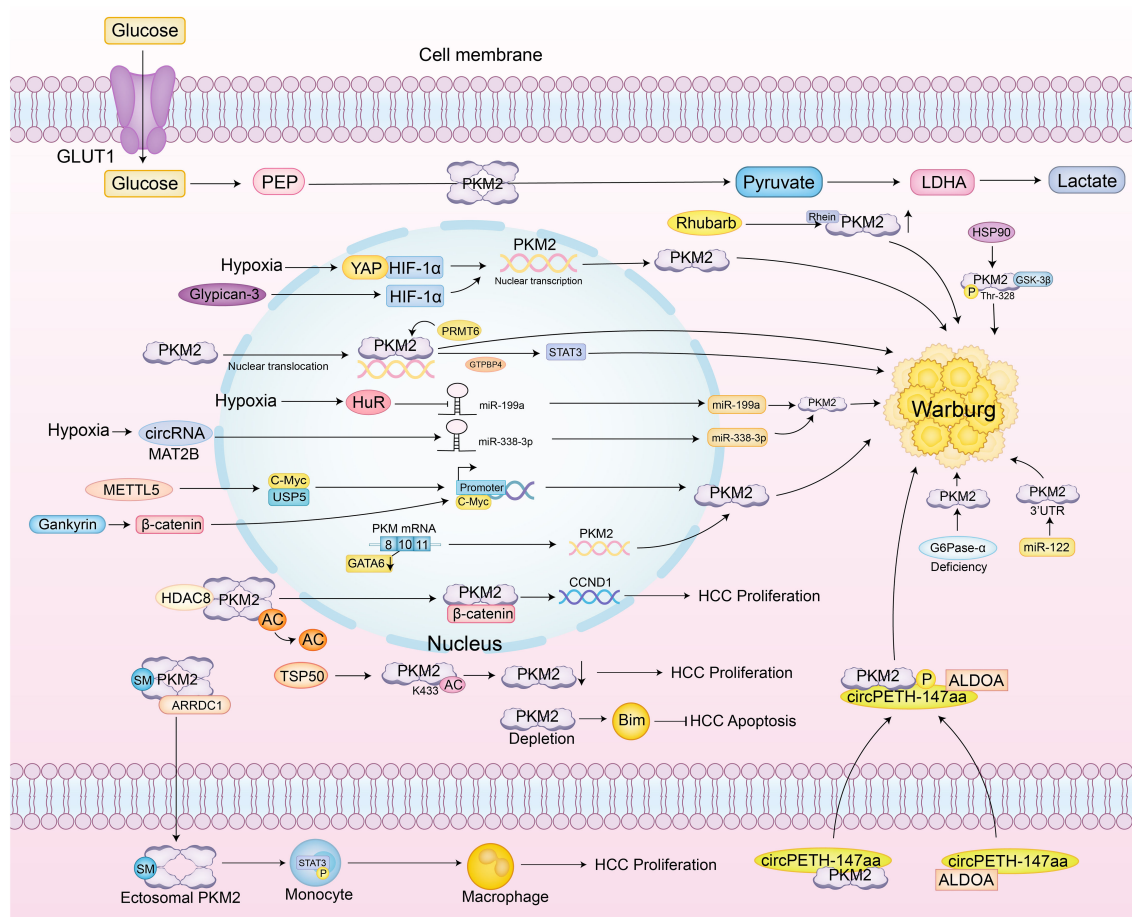 Glucose
Cell membrane
GLUT1
Glucose
PEP
PKM2
Pyruvate
LDHA
Lactate
Rhubarb
Rhein
PKM2
HSP90
PKM2
GSK-3β
P
Thr-328
Hypoxia
YAP
HIF-1α
PKM2
Nuclear transcription
PKM2
Glypican-3
HIF-1α
PKM2
Nuclear translocation
PKM2
PRMT6
GTPBP4
STAT3
Warburg
Hypoxia
HuR
miR-199a
miR-199a
PKM2
Hypoxia
circRNA
MAT2B
miR-338-3p
miR-338-3p
METTL5
C-Myc
USP5
Promoter
C-Myc
PKM2
Gankyrin
β-catenin
PKM mRNA
8 10 11
GATA6
PKM2
PKM2
G6Pase-α
Deficiency
PKM2
3'UTR
miR-122
HDAC8
PKM2
AC
AC
PKM2
β-catenin
CCND1
HCC Proliferation
Nucleus
TSP50
PKM2
K433
AC
PKM2
HCC Proliferation
SM
PKM2
ARRDC1
PKM2
Depletion
Bim
HCC Apoptosis
PKM2
P
ALDOA
circPETH-147aa
SM
PKM2
Ectosomal PKM2
STAT3
P
Monocyte
Macrophage
HCC Proliferation
circPETH-147aa
PKM2
circPETH-147aa
ALDOA